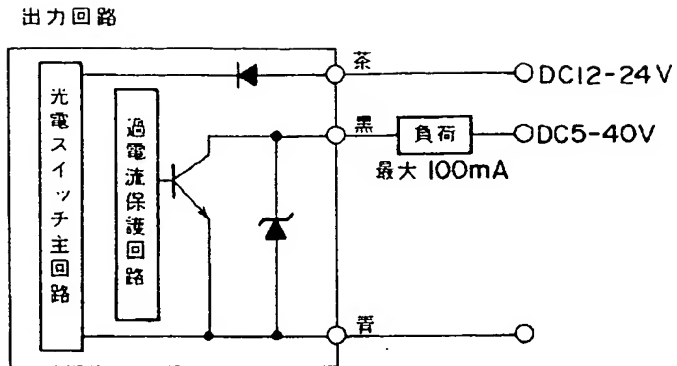 出力回路
茶
DC12-24V
光電スイッチ主回路
過電流保護回路
黒
負荷
DC5-40V
最大 100mA
青